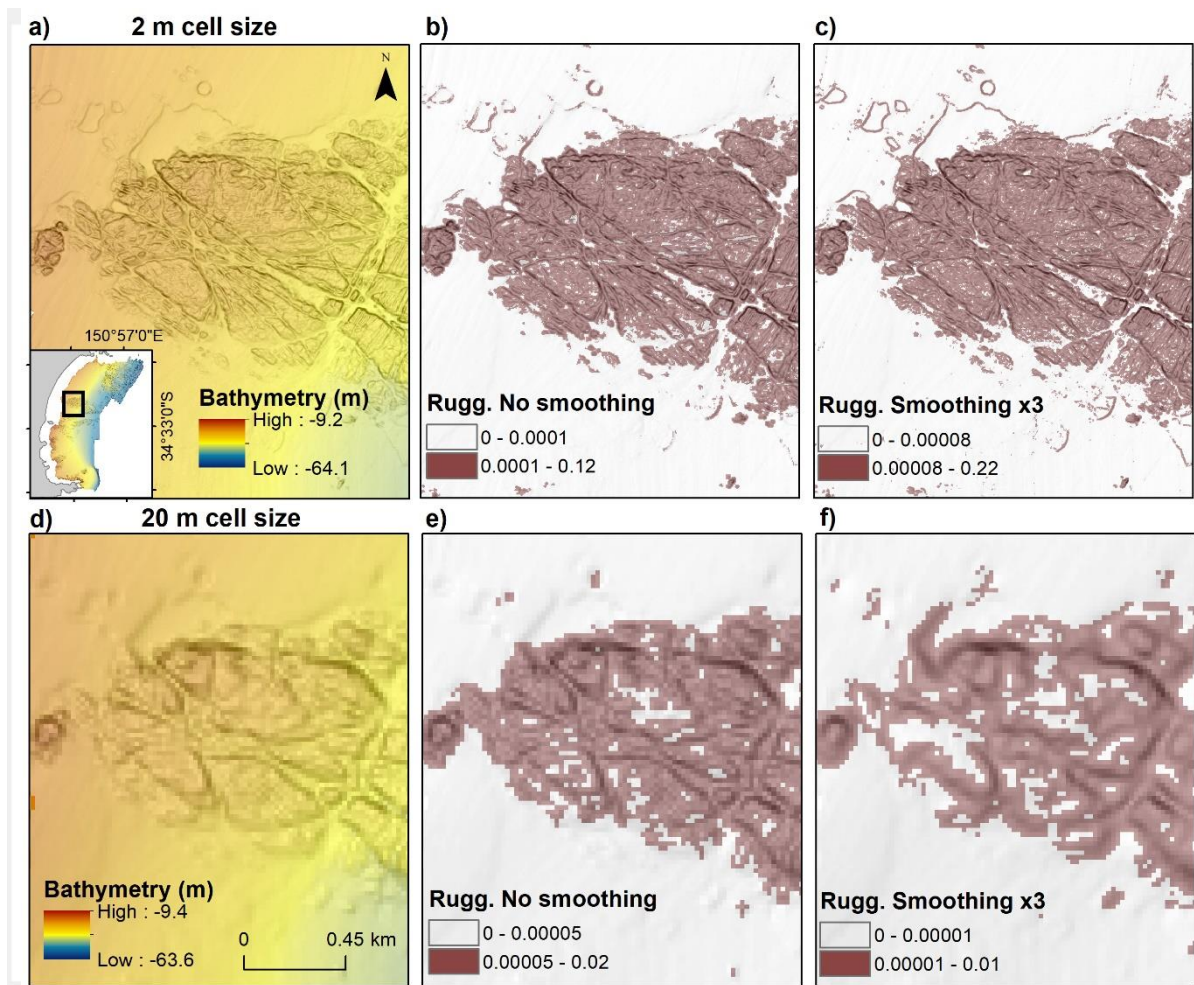 a) 2 m cell size
b)
c)
N
150°57'0"E
34°33'0"S
Bathymetry (m)
High : -9.2
Low : -64.1
Rugg. No smoothing
0 - 0.0001
0.0001 - 0.12
Rugg. Smoothing x3
0 - 0.00008
0.00008 - 0.22
d) 20 m cell size
e)
f)
Bathymetry (m)
High : -9.4
Low : -63.6
0 0.45 km
Rugg. No smoothing
0 - 0.00005
0.00005 - 0.02
Rugg. Smoothing x3
0 - 0.00001
0.00001 - 0.01